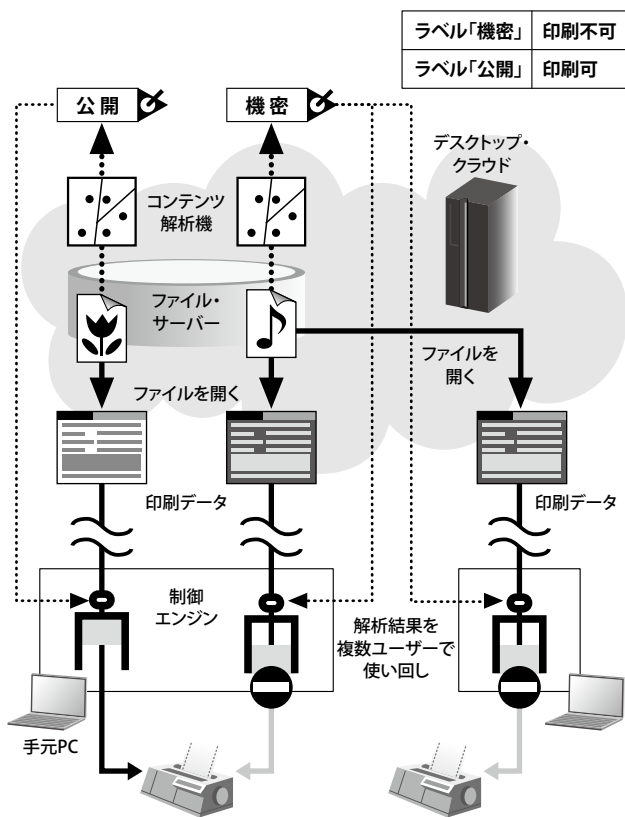 ラベル「機密」 印刷不可
ラベル「公開」 印刷可
公開
機密
デスクトップ・
クラウド
コンテンツ
解析機
ファイル・
サーバー
ファイルを
開く
ファイルを開く
印刷データ
印刷データ
制御
エンジン
解析結果を
複数ユーザーで
使い回し
手元PC